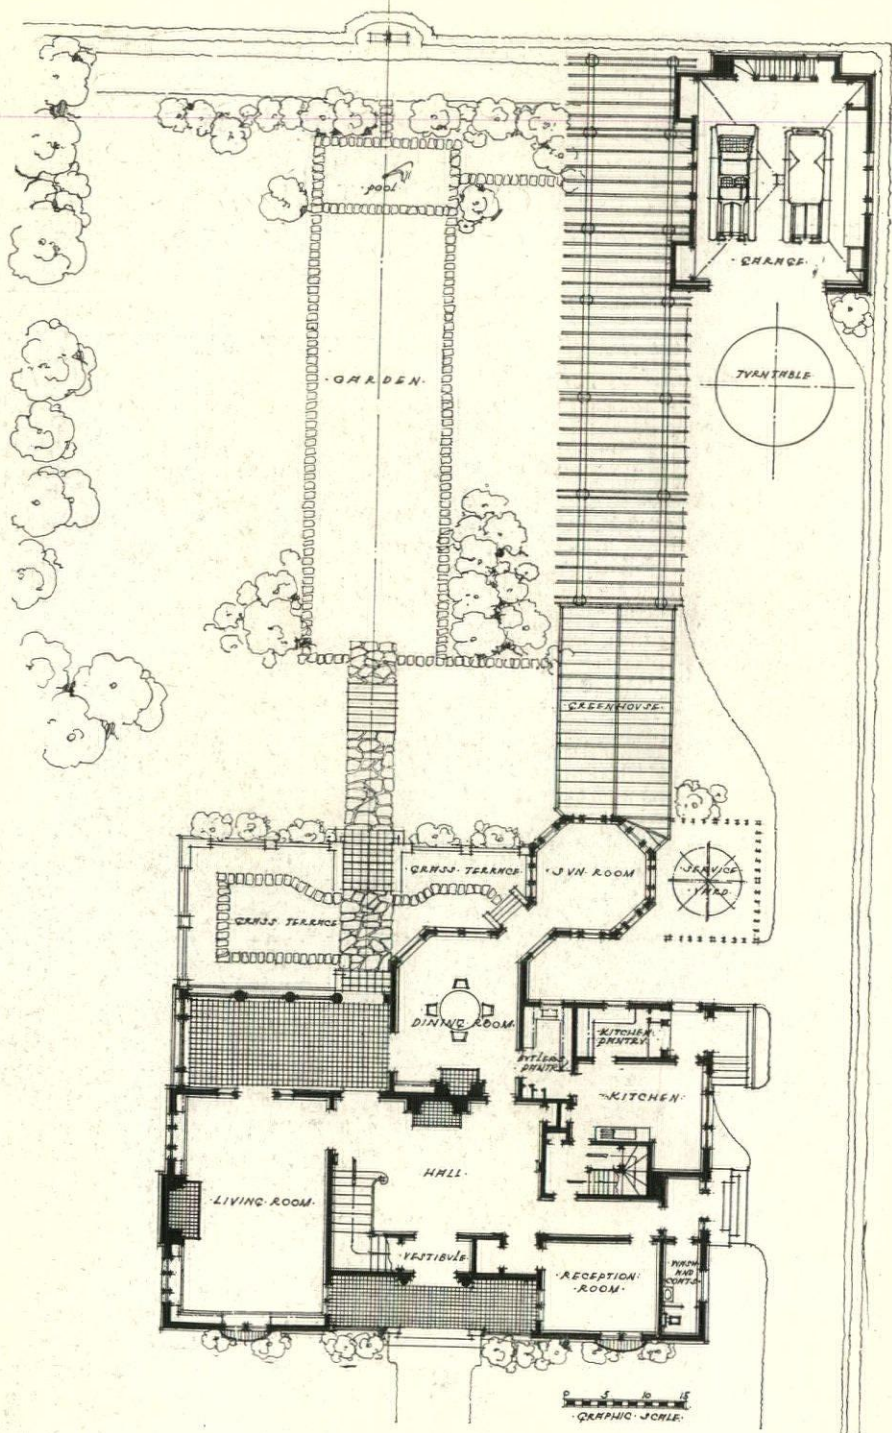 POOL
·GARAGE·
TURNTABLE
·GARDEN·
·GREENHOUSE·
·GRASS·TERRACE·
·SUN·ROOM·
·SERVICE·
·YARD·
·GRASS TERRACE·
DINING·ROOM·
·KITCHEN·
PANTRY·
BUTLERS
PANTRY·
·KITCHEN·
·HALL·
·LIVING·ROOM·
·VESTIBULE·
·RECEPTION·
·ROOM·
WASH
AND
COATS·
0 5 10 15
·GRAPHIC·SCALE·